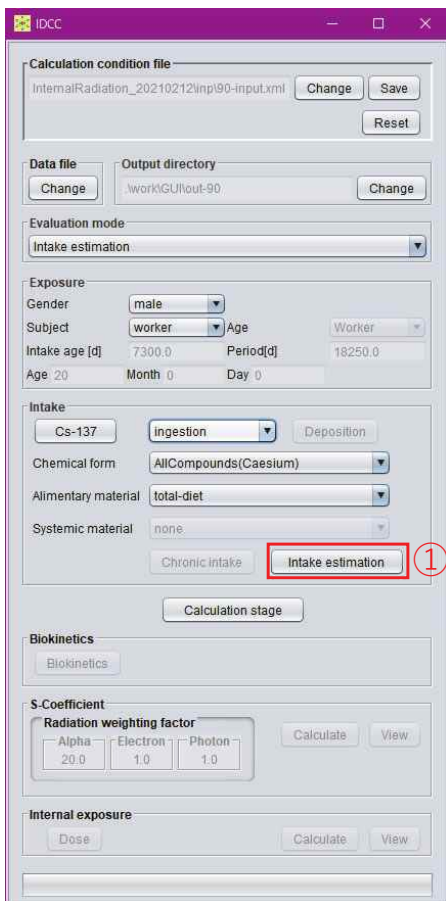 IDCC
Calculation condition file
InternalRadiation_20210212\inp\90-input.xml Change Save
Reset
Data file Output directory
Change .\work\GUI\out-90 Change
Evaluation mode
Intake estimation
Exposure
Gender male
Subject worker Age Worker
Intake age [d] 7300.0 Period[d] 18250.0
Age 20 Month 0 Day 0
Intake
Cs-137 ingestion Deposition
Chemical form AllCompounds(Caesium)
Alimentary material total-diet
Systemic material none
Chronic intake Intake estimation ①
Calculation stage
Biokinetics
Biokinetics
S-Coefficient
Radiation weighting factor
Alpha Electron Photon Calculate View
20.0 1.0 1.0
Internal exposure
Dose Calculate View